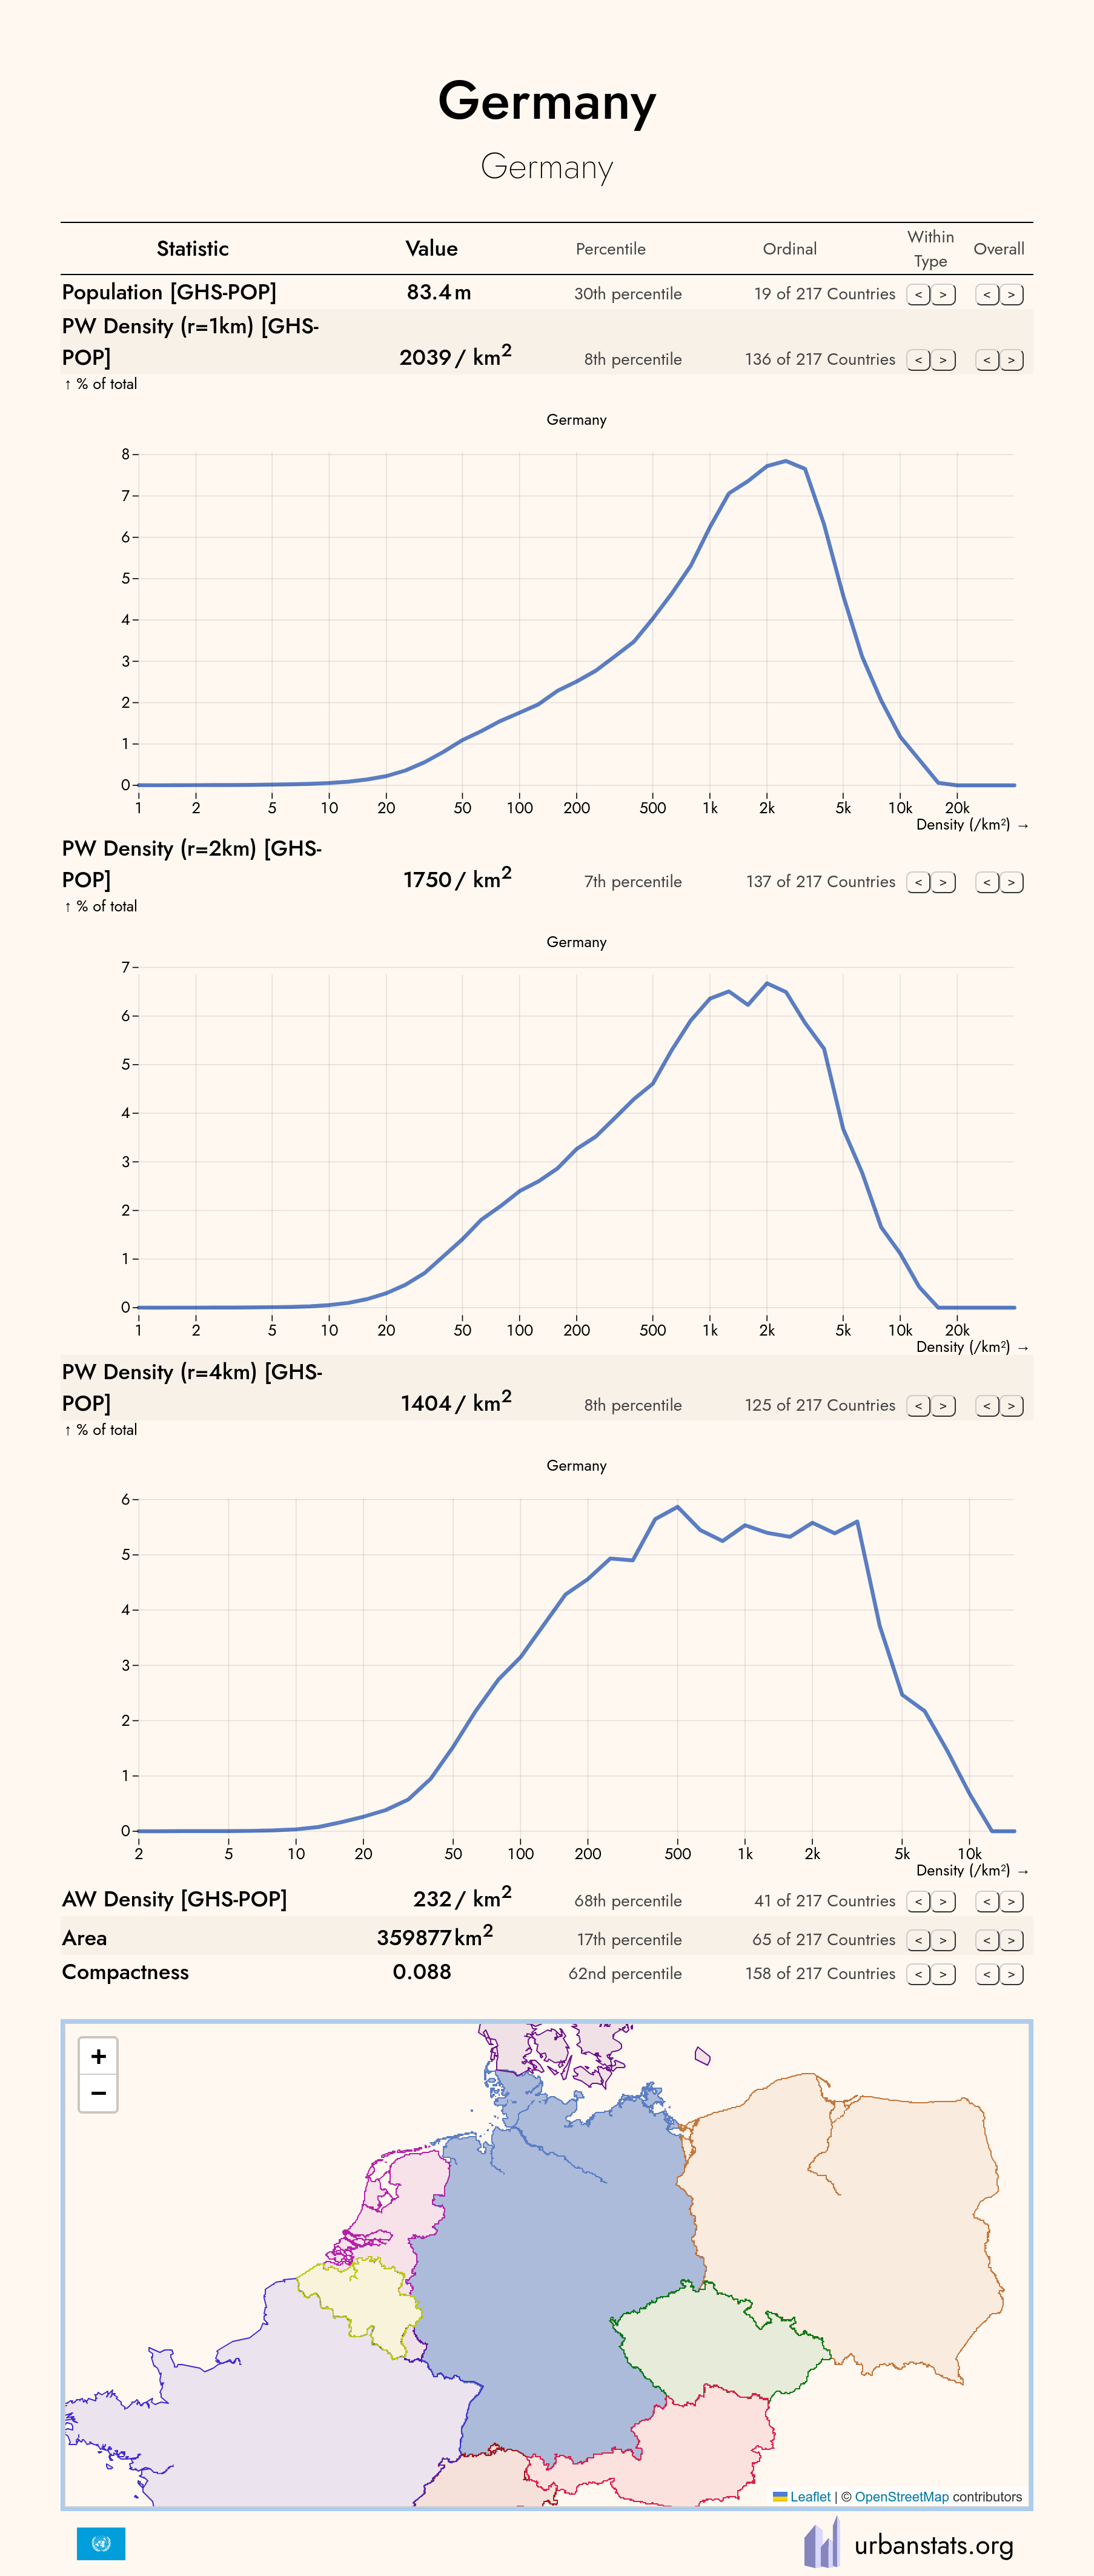 Germany
Germany
Statistic Value Percentile Ordinal Within Type Overall
Population [GHS-POP] 83.4 m 30th percentile 19 of 217 Countries < > < >
PW Density (r=1km) [GHS-
POP] 2039 / km² 8th percentile 136 of 217 Countries < > < >
↑ % of total
Germany
8
7
6
5
4
3
2
1
0
1 2 5 10 20 50 100 200 500 1k 2k 5k 10k 20k
Density (/km²) →
PW Density (r=2km) [GHS-
POP] 1750 / km² 7th percentile 137 of 217 Countries < > < >
↑ % of total
Germany
7
6
5
4
3
2
1
0
1 2 5 10 20 50 100 200 500 1k 2k 5k 10k 20k
Density (/km²) →
PW Density (r=4km) [GHS-
POP] 1404 / km² 8th percentile 125 of 217 Countries < > < >
↑ % of total
Germany
6
5
4
3
2
1
0
2 5 10 20 50 100 200 500 1k 2k 5k 10k
Density (/km²) →
AW Density [GHS-POP] 232 / km² 68th percentile 41 of 217 Countries < > < >
Area 359877 km² 17th percentile 65 of 217 Countries < > < >
Compactness 0.088 62nd percentile 158 of 217 Countries < > < >
+
−
Leaflet | © OpenStreetMap contributors
urbanstats.org